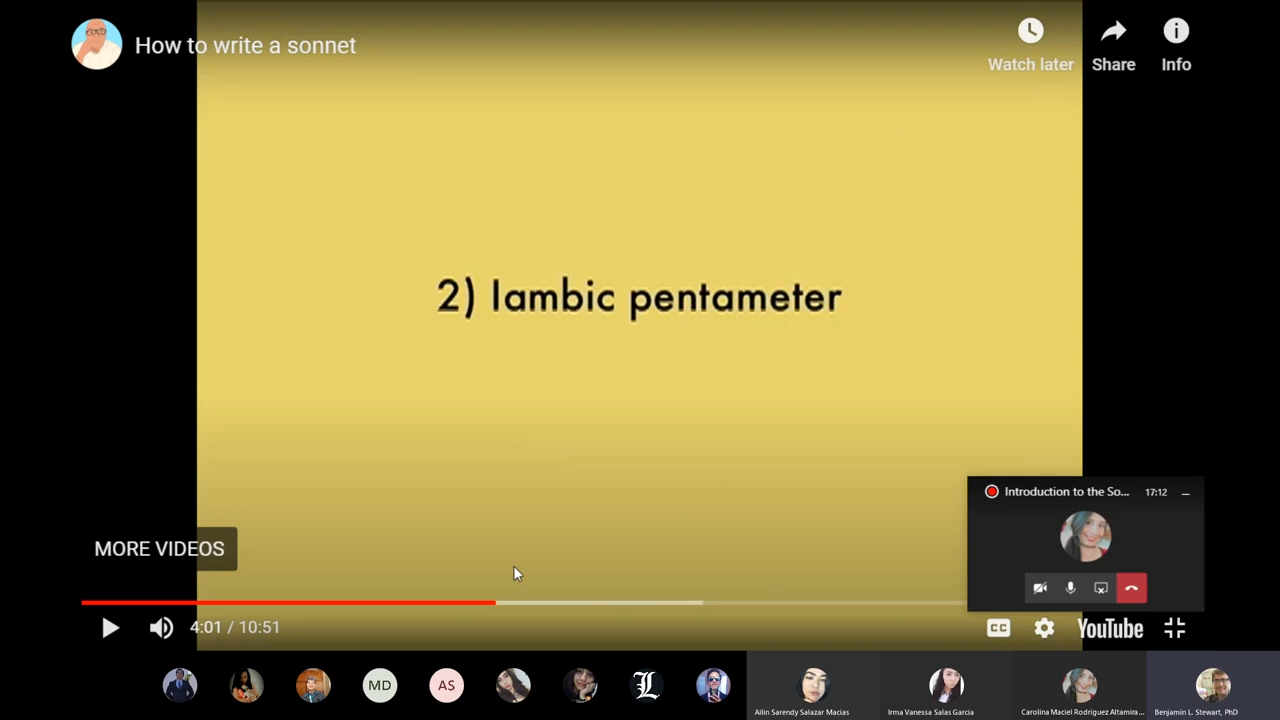 How to write a sonnet
Watch later
Share
Info
2) Iambic pentameter
Introduction to the So...
17:12
MORE VIDEOS
4:01 / 10:51
CC
YouTube
MD
AS
L
Ailin Sarendy Salazar Macias
Irma Vanessa Salas Garcia
Carolina Maciel Rodriguez Altamira...
Benjamin L. Stewart, PhD